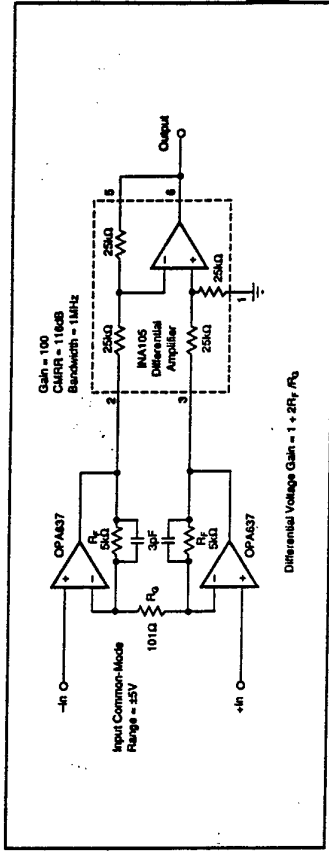 Gain = 100
CMRR = 116dB
Bandwidth = 1MHz
OPA637
–In
+
–
Input Common-Mode
Range = ±5V
R_F
5kΩ
R_G
101Ω
3pF
R_F
5kΩ
–
+
+In
OPA637
2
3
25kΩ
25kΩ
5
INA105
Differential
Amplifier
–
+
6
Output
25kΩ
25kΩ
1
Differential Voltage Gain = 1 + 2R_F /R_G